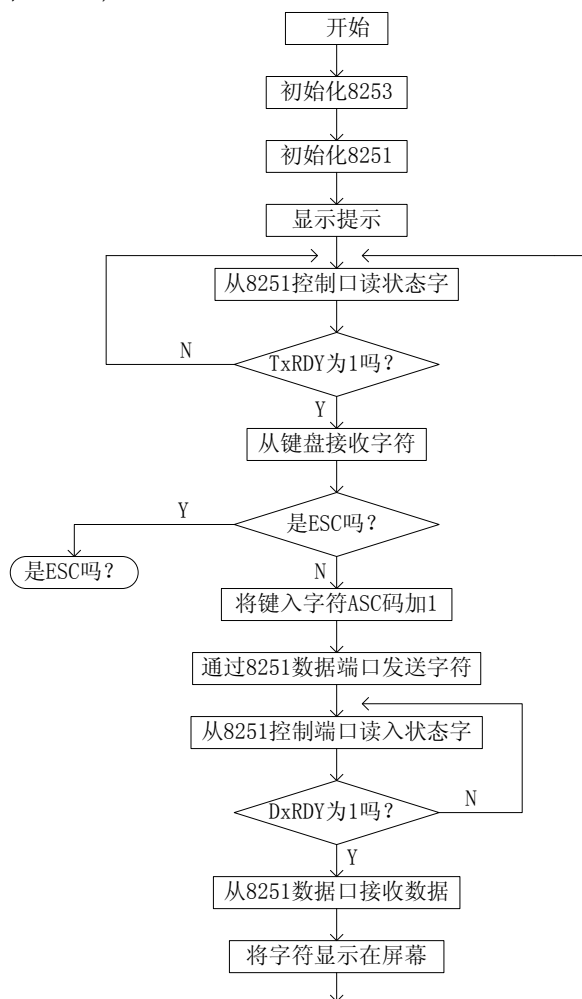 开始
初始化8253
初始化8251
显示提示
从8251控制口读状态字
N
TxRDY为1吗?
Y
从键盘接收字符
Y
是ESC吗?
是ESC吗?
N
将键入字符ASC码加1
通过8251数据端口发送字符
从8251控制端口读入状态字
DxRDY为1吗?
N
Y
从8251数据口接收数据
将字符显示在屏幕